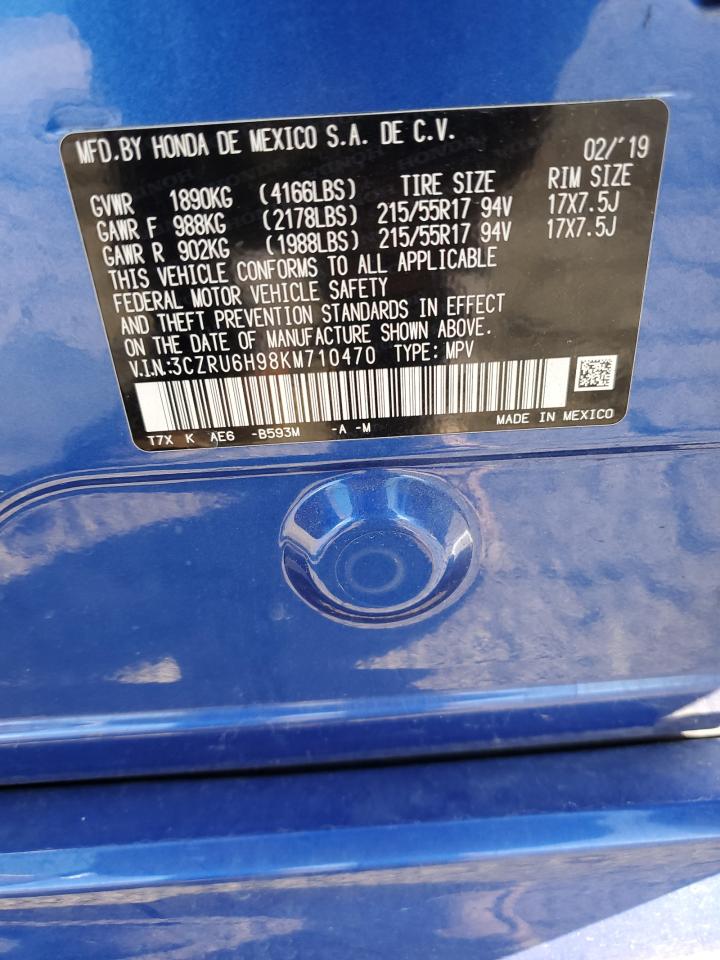 MFD.BY HONDA DE MEXICO S.A. DE C.V.
02/'19
GVWR 1890KG (4166LBS) TIRE SIZE RIM SIZE
GAWR F 988KG (2178LBS) 215/55R17 94V 17X7.5J
GAWR R 902KG (1988LBS) 215/55R17 94V 17X7.5J
THIS VEHICLE CONFORMS TO ALL APPLICABLE
FEDERAL MOTOR VEHICLE SAFETY
AND THEFT PREVENTION STANDARDS IN EFFECT
ON THE DATE OF MANUFACTURE SHOWN ABOVE.
V.I.N.:3CZRU6H98KM710470 TYPE: MPV
T7X K AE6 -B593M -A -M MADE IN MEXICO